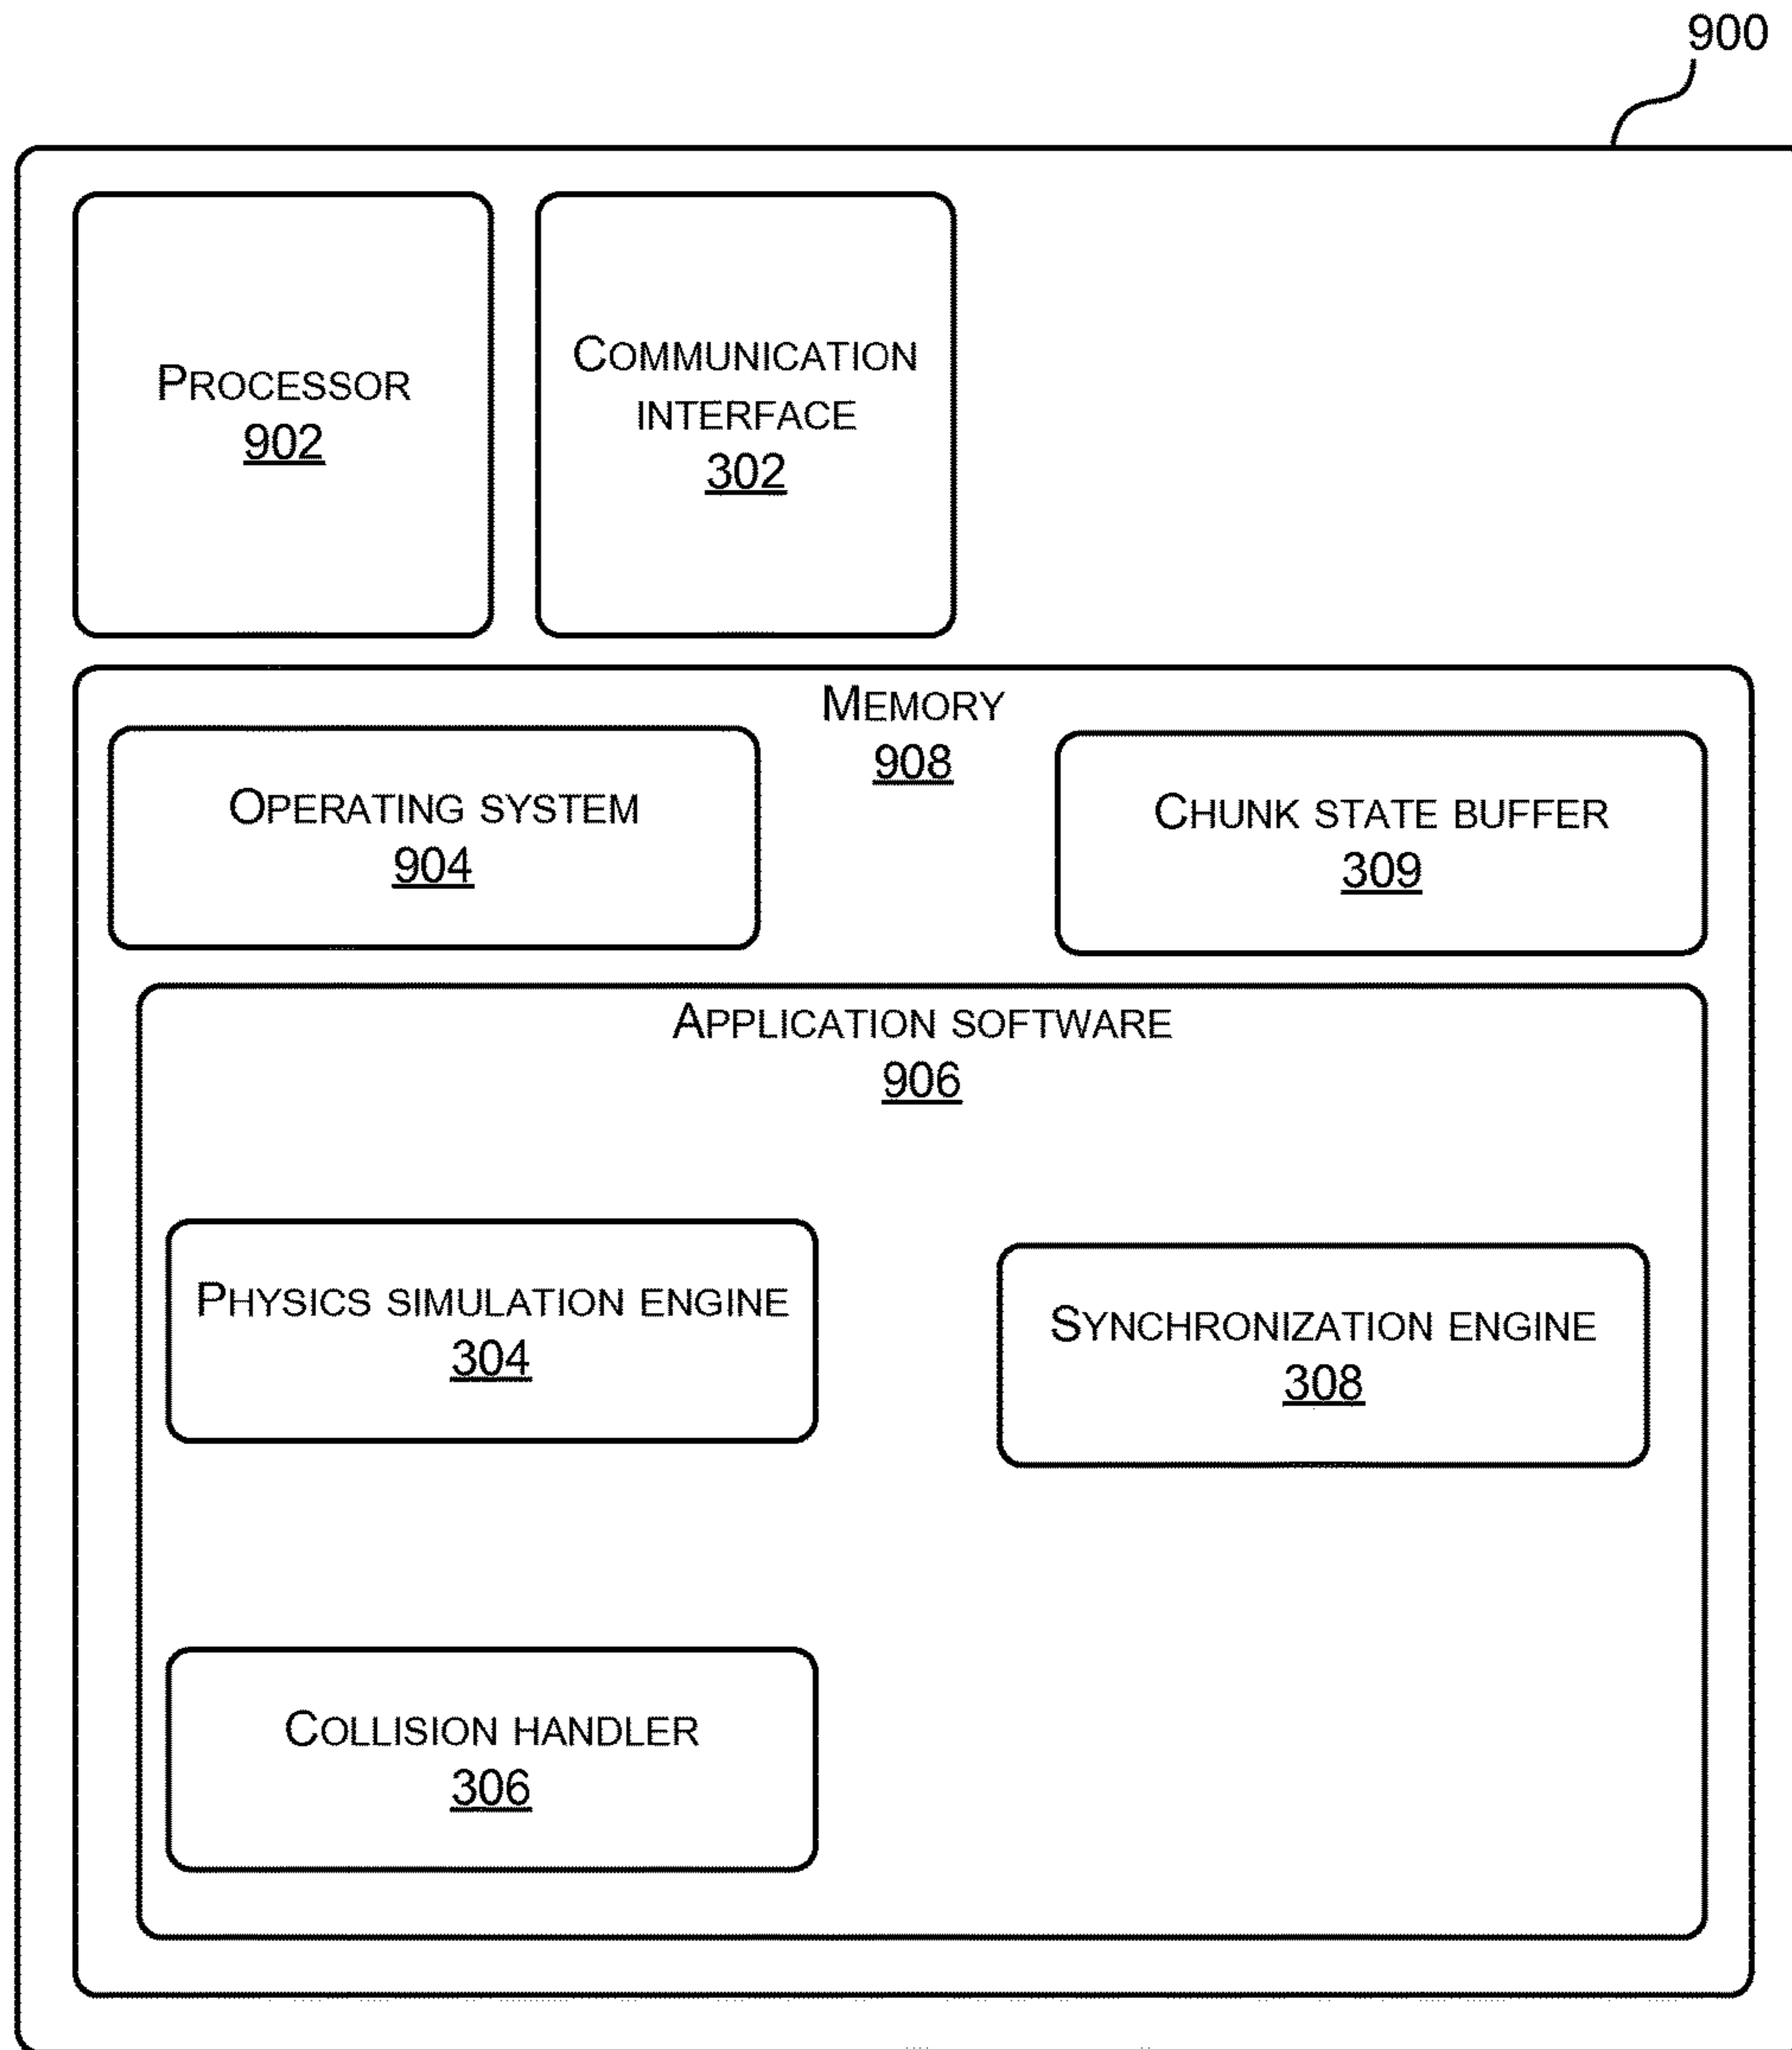 900
PROCESSOR
902
COMMUNICATION
INTERFACE
302
MEMORY
908
OPERATING SYSTEM
904
CHUNK STATE BUFFER
309
APPLICATION SOFTWARE
906
PHYSICS SIMULATION ENGINE
304
SYNCHRONIZATION ENGINE
308
COLLISION HANDLER
306